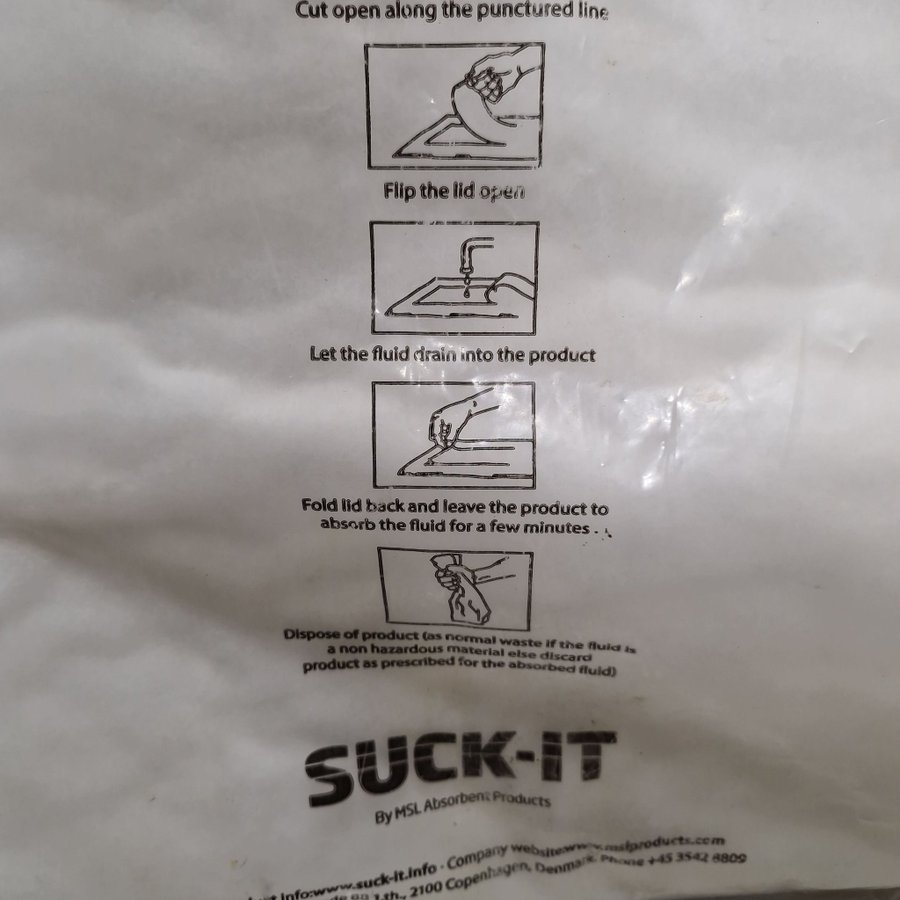 Cut open along the punctured line
Flip the lid open
Let the fluid drain into the product
Fold lid back and leave the product to
absorb the fluid for a few minutes . .
Dispose of product (as normal waste if the fluid is
a non hazardous material else discard
product as prescribed for the absorbed fluid)
SUCK-IT
By MSL Absorbent Products
info:www.suck-it.info - Company website:www.mslproducts.com
2100 Copenhagen, Denmark. Phone +45 3542 8809